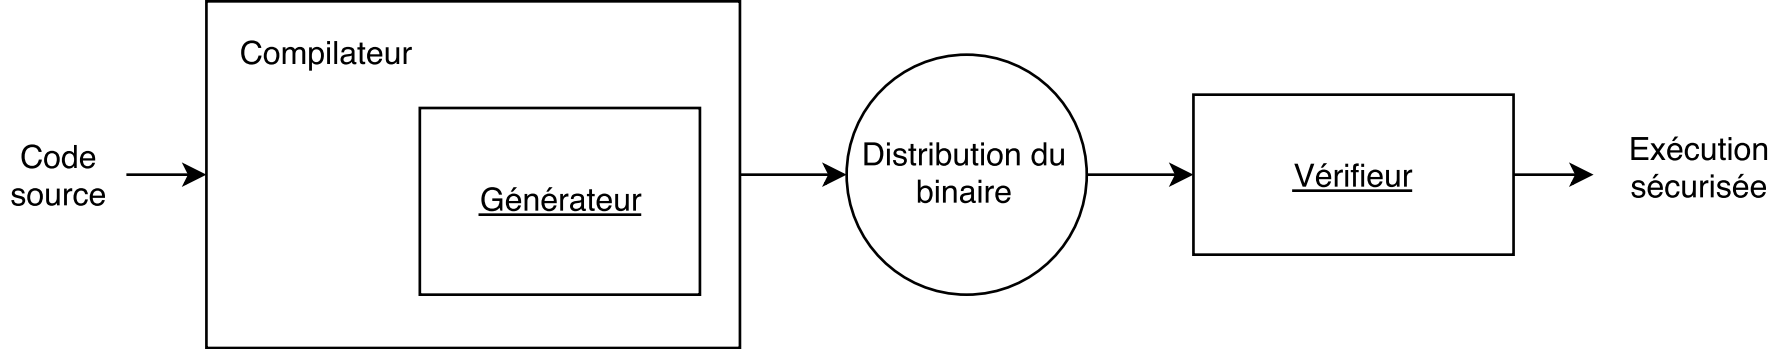 Compilateur
Code
source
Générateur
Distribution du
binaire
Vérifieur
Exécution
sécurisée